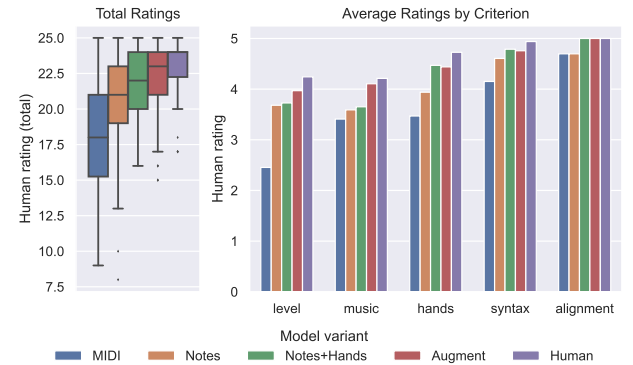 Total Ratings
Average Ratings by Criterion
Human rating (total)
25.0
22.5
20.0
17.5
15.0
12.5
10.0
7.5
Human rating
5
4
3
2
1
0
level music hands syntax alignment
Model variant
MIDI Notes Notes+Hands Augment Human